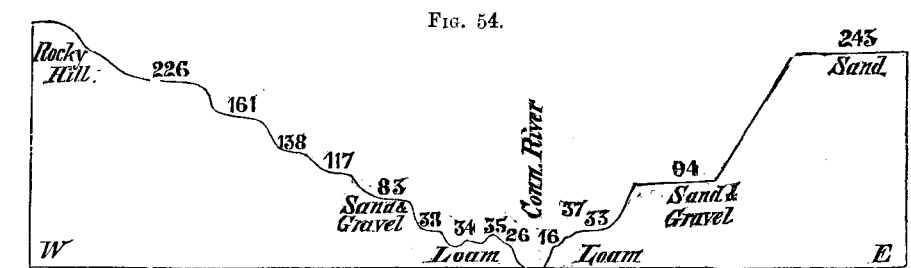 FIG. 54.
Rocky
Hill.
226
161
138
117
83
Sand &
Gravel
38
34
35
26
Loam
Conn. River
16
37
33
Loam
94
Sand &
Gravel
243
Sand
W
E